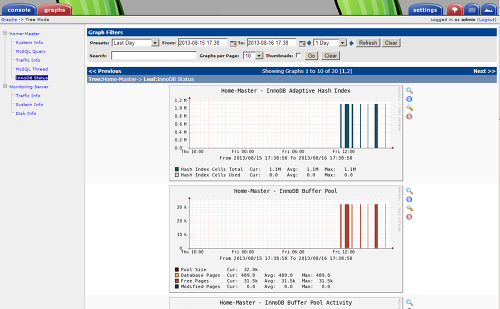 console
graphs
settings
Graphs -> Tree Mode
Logged in as admin (Logout)
Home-Master
System Info
MySQL Query
Traffic Info
MySQL Thread
InnoDB Status
Monitoring Server
Traffic Info
System Info
Disk Info
Graph Filters
Presets: Last Day From: 2013-08-15 17:38 To: 2013-08-16 17:38 1 Day Refresh Clear
Search: Graphs per Page: 10 Thumbnails: Go Clear
<< Previous Showing Graphs 1 to 10 of 20 [1,2] Next >>
Tree:Home-Master-> Leaf:InnoDB Status
Home-Master - InnoDB Adaptive Hash Index
1.2 M
1.0 M
0.8 M
0.6 M
0.4 M
0.2 M
0.0
Thu 18:00 Fri 00:00 Fri 06:00 Fri 12:00
From 2013/08/15 17:38:58 To 2013/08/16 17:38:58
Hash Index Cells Total Cur: 1.1M Avg: 1.1M Max: 1.1M
Hash Index Cells Used Cur: 0.0 Avg: 0.0 Max: 0.0
Home-Master - InnoDB Buffer Pool
30 k
20 k
10 k
0
Thu 18:00 Fri 00:00 Fri 06:00 Fri 12:00
From 2013/08/15 17:38:58 To 2013/08/16 17:38:58
Pool Size Cur: 32.0k
Database Pages Cur: 489.0 Avg: 489.0 Max: 489.0
Free Pages Cur: 31.5k Avg: 31.5k Max: 31.5k
Modified Pages Cur: 0.0 Avg: 0.0 Max: 0.0
Home-Master - InnoDB Buffer Pool Activity